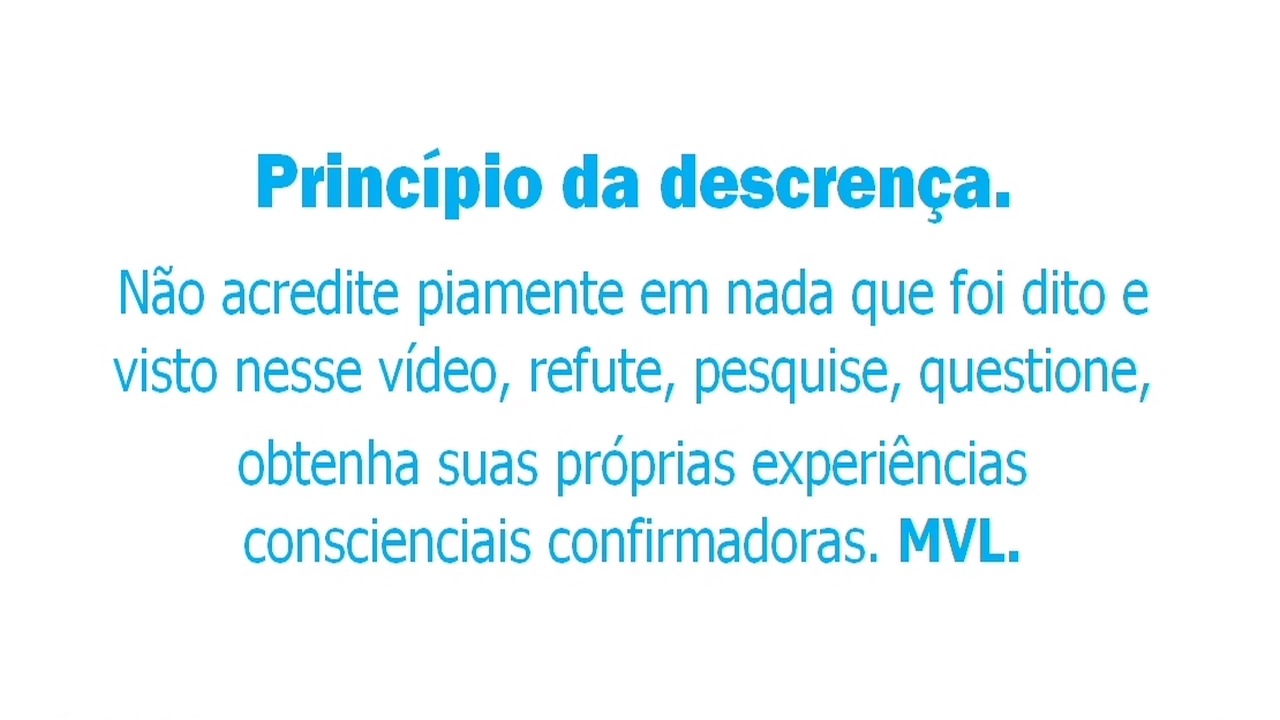 Princípio da descrença.
Não acredite piamente em nada que foi dito e
visto nesse vídeo, refute, pesquise, questione,
obtenha suas próprias experiências
conscienciais confirmadoras. MVL.